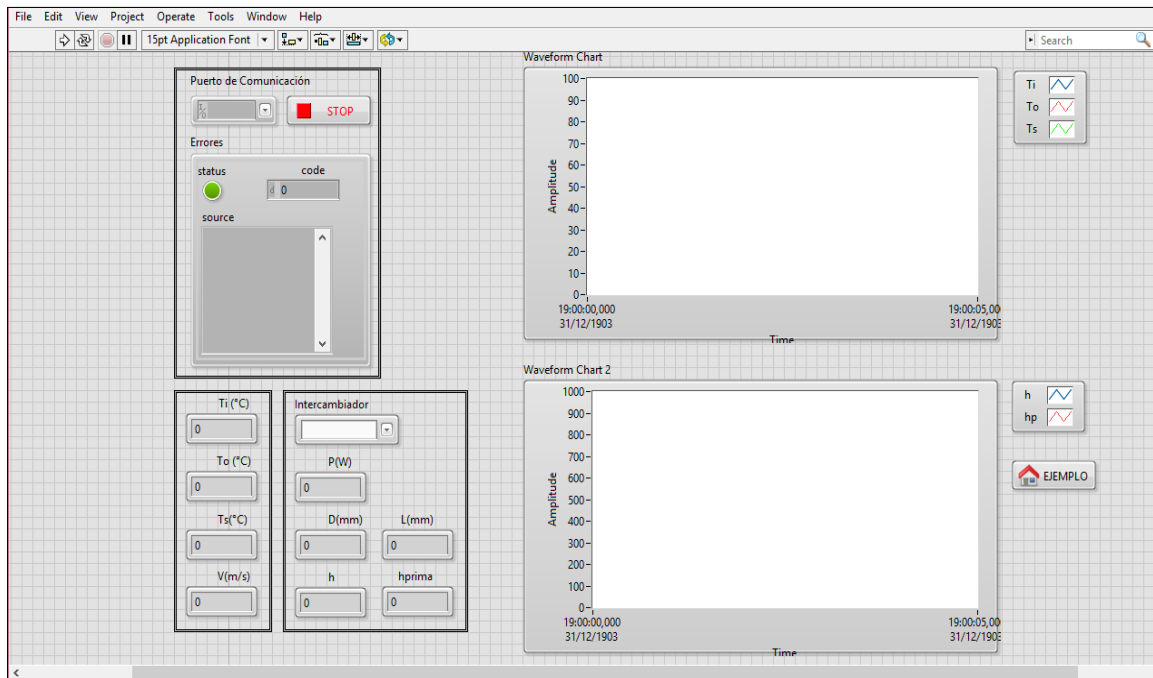 File Edit View Project Operate Tools Window Help
15pt Application Font
Search
Puerto de Comunicación
I/O
STOP
Errores
status
code
d 0
source
Ti (°C)
0
To (°C)
0
Ts(°C)
0
V(m/s)
0
Intercambiador
P(W)
0
D(mm) L(mm)
0 0
h hprima
0 0
Waveform Chart
Amplitude
100
90
80
70
60
50
40
30
20
10
0
19:00:00,000 19:00:05,00
31/12/1903 31/12/1903
Time
Ti
To
Ts
Waveform Chart 2
Amplitude
1000
900
800
700
600
500
400
300
200
100
0
19:00:00,000 19:00:05,00
31/12/1903 31/12/1903
Time
h
hp
EJEMPLO